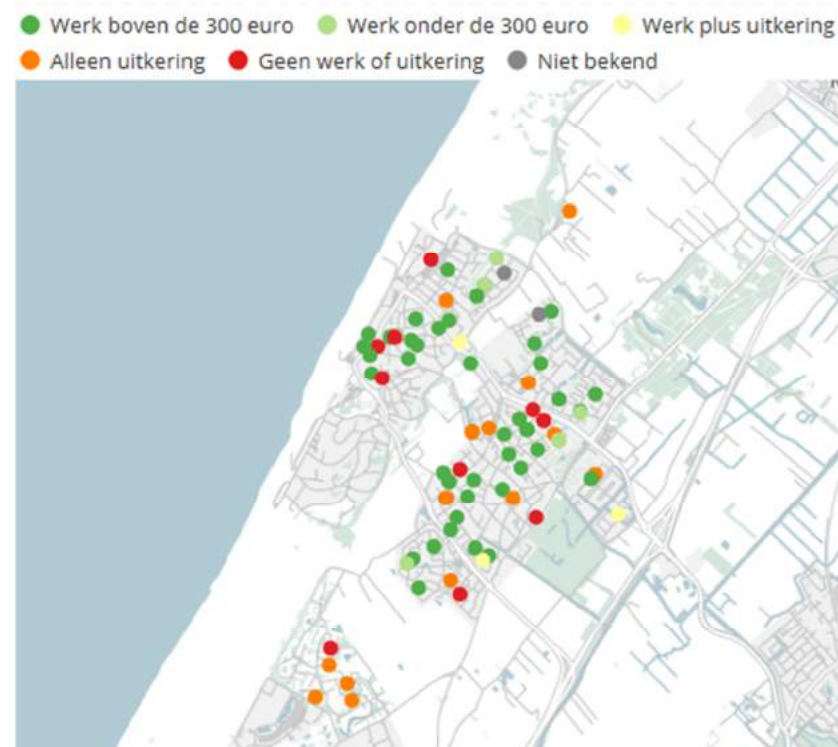 Werk boven de 300 euro Werk onder de 300 euro Werk plus uitkering
Alleen uitkering Geen werk of uitkering Niet bekend